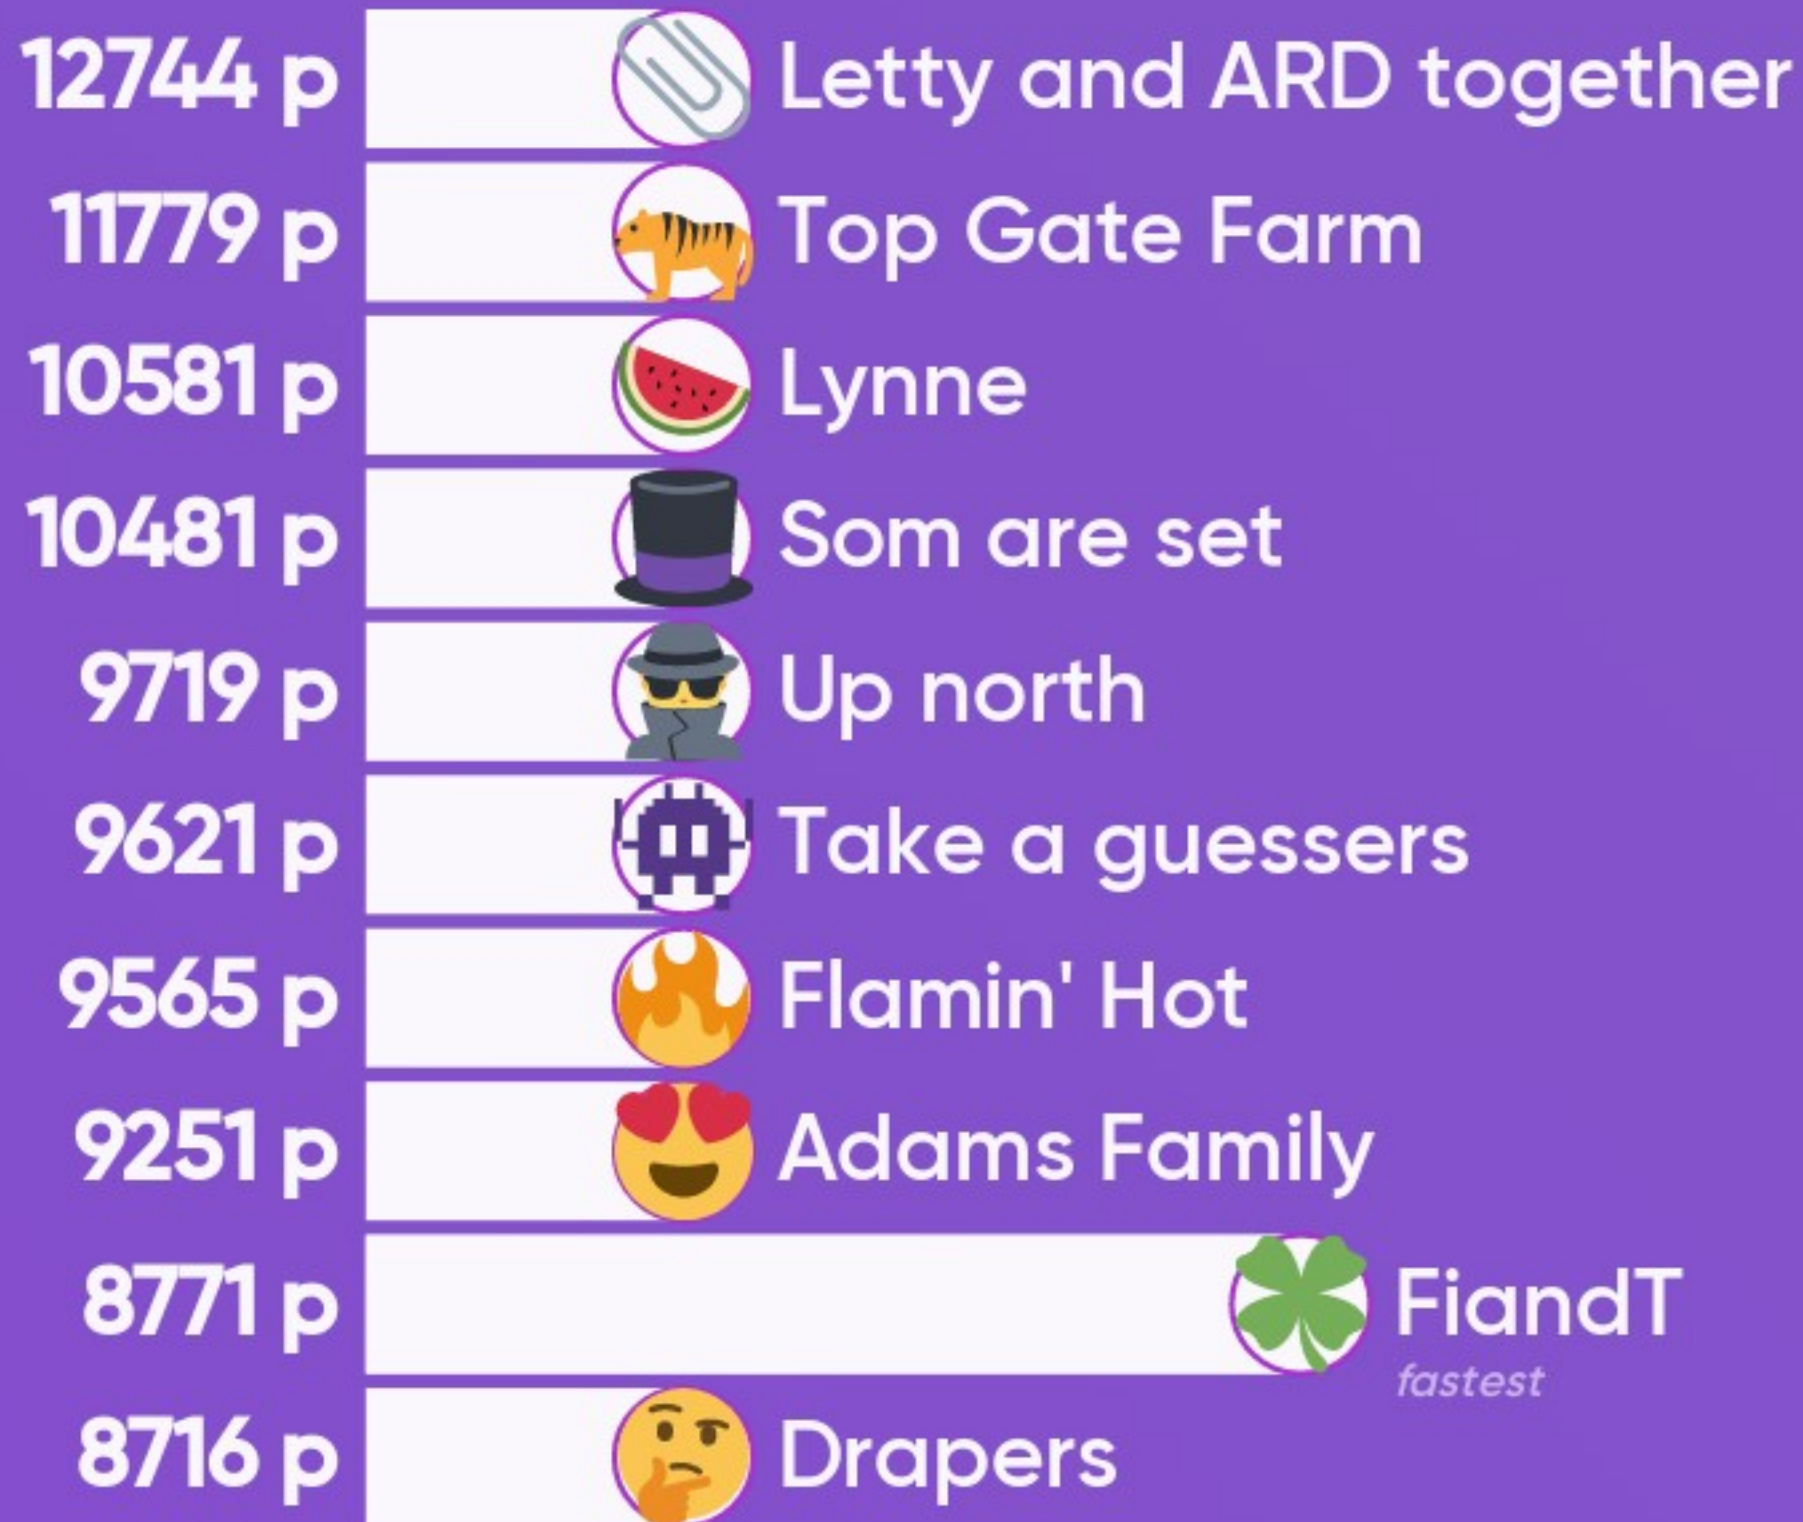 12744 p Letty and ARD together
11779 p Top Gate Farm
10581 p Lynne
10481 p Som are set
9719 p Up north
9621 p Take a guessers
9565 p Flamin' Hot
9251 p Adams Family
8771 p FiandT
fastest
8716 p Drapers